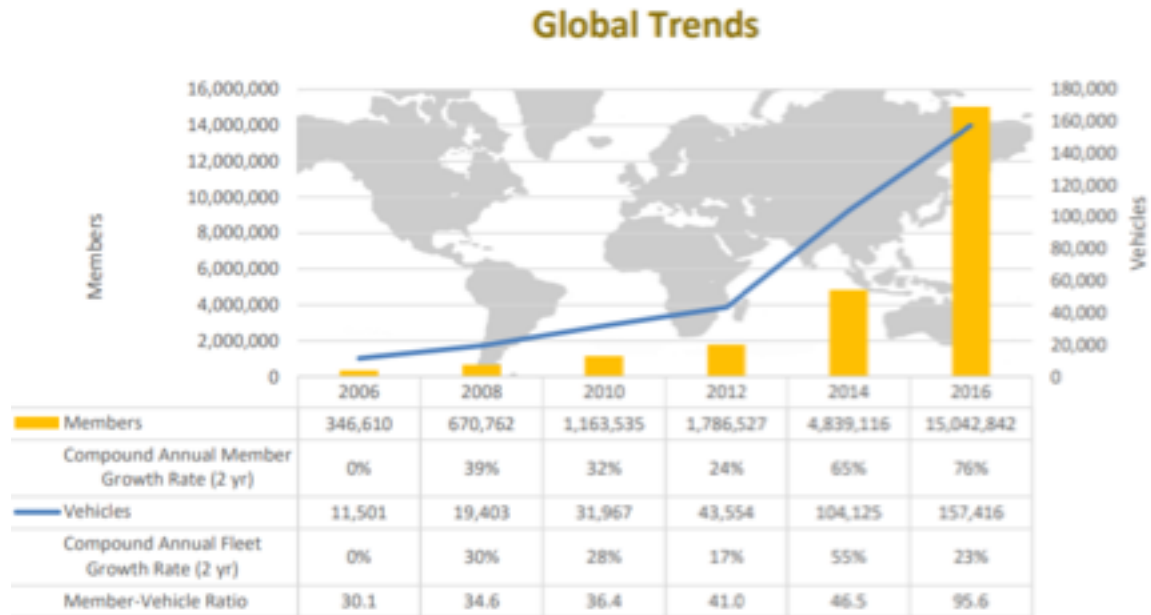 Global Trends
16,000,000
14,000,000
12,000,000
10,000,000
8,000,000
6,000,000
4,000,000
2,000,000
0
Members
180,000
160,000
140,000
120,000
100,000
80,000
60,000
40,000
20,000
0
Vehicles
2006 2008 2010 2012 2014 2016
Members 346,610 670,762 1,163,535 1,786,527 4,839,116 15,042,842
Compound Annual Member
Growth Rate (2 yr) 0% 39% 32% 24% 65% 76%
Vehicles 11,501 19,403 31,967 43,554 104,125 157,416
Compound Annual Fleet
Growth Rate (2 yr) 0% 30% 28% 17% 55% 23%
Member-Vehicle Ratio 30.1 34.6 36.4 41.0 46.5 95.6